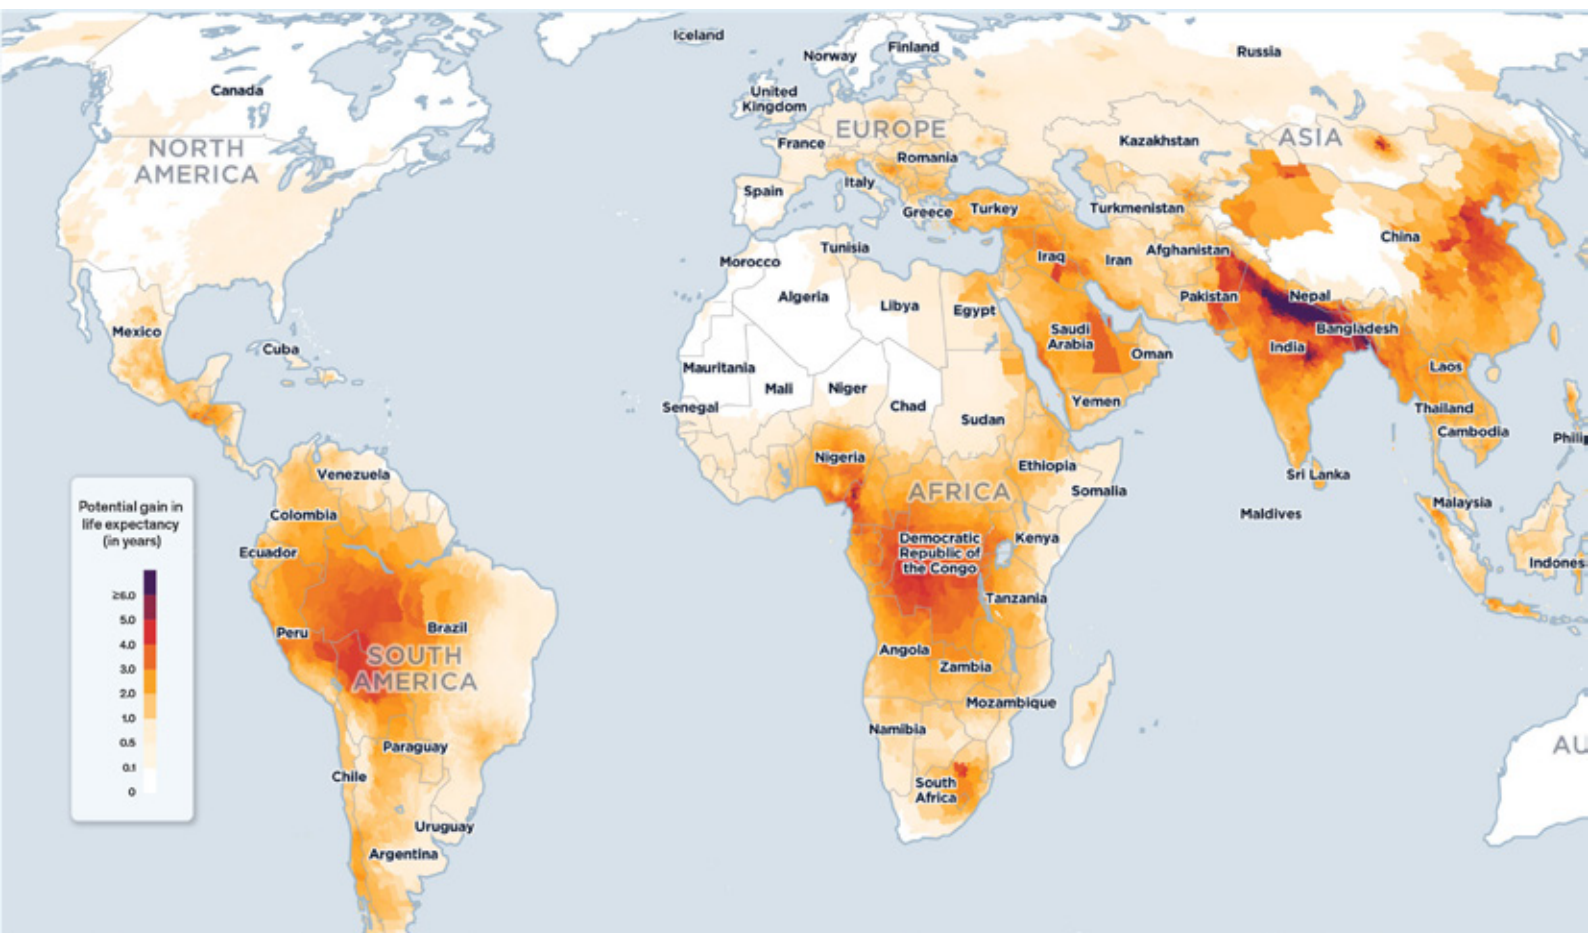 Iceland
Finland
Norway
Russia
Canada
United
Kingdom
EUROPE
ASIA
NORTH
AMERICA
France
Kazakhstan
Romania
Italy
Spain
Greece
Turkey
Turkmenistan
China
Tunisia
Morocco
Iraq
Iran
Afghanistan
Algeria
Libya
Egypt
Pakistan
Nepal
Mexico
Saudi
Arabia
Bangladesh
India
Cuba
Oman
Mauritania
Mali
Niger
Laos
Senegal
Chad
Sudan
Yemen
Thailand
Cambodia
Phili
Nigeria
Ethiopia
Venezuela
Sri Lanka
AFRICA
Somalia
Malaysia
Maldives
Colombia
Ecuador
Democratic
Republic of
the Congo
Kenya
Indones
Tanzania
Peru
Brazil
SOUTH
AMERICA
Angola
Zambia
Mozambique
Namibia
Paraguay
AU
Chile
South
Africa
Uruguay
Argentina
Potential gain in
life expectancy
(in years)
≥6.0
5.0
4.0
3.0
2.0
1.0
0.5
0.1
0